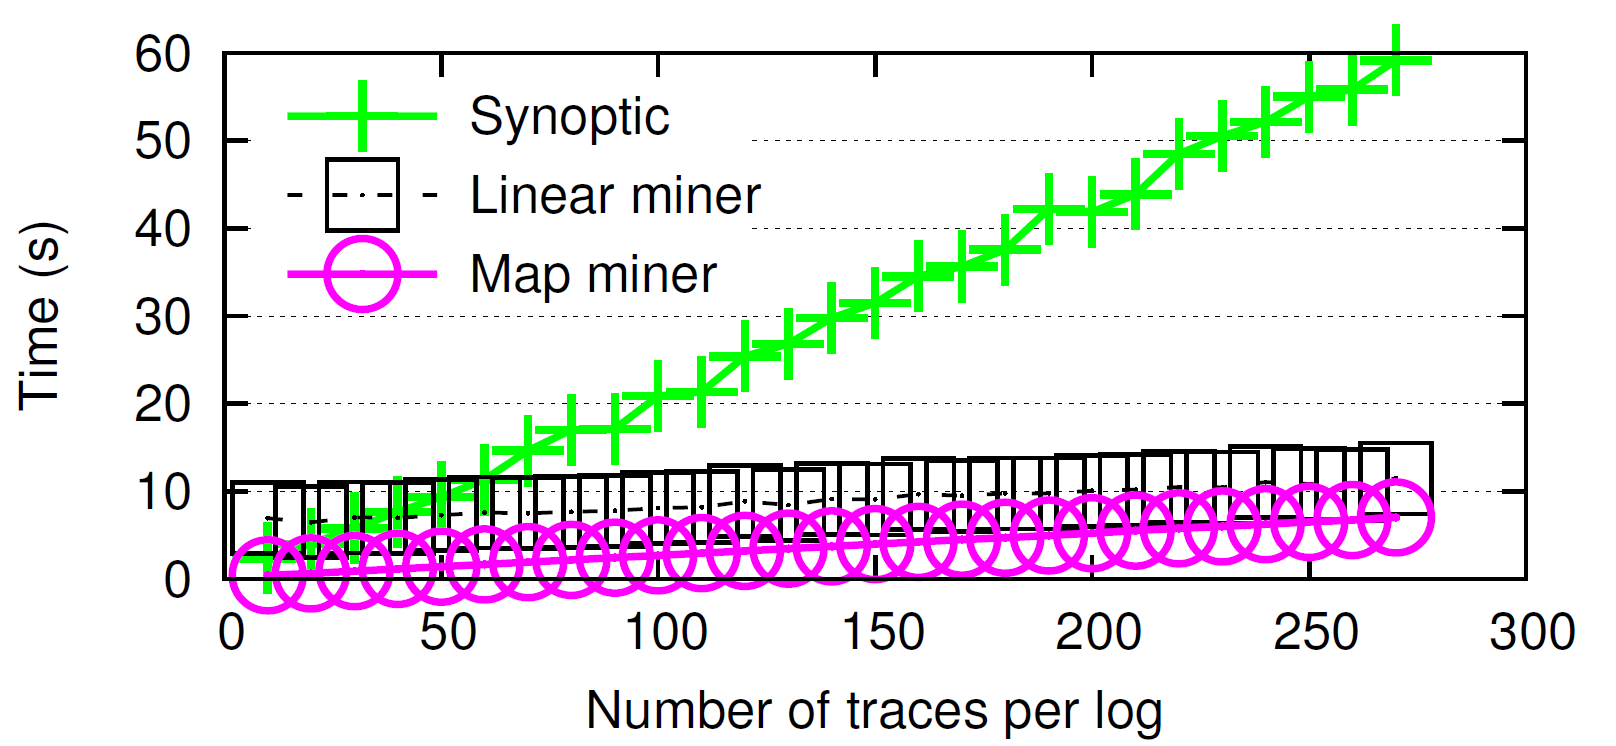 60
50
40
30
20
10
0
Time (s)
Synoptic
Linear miner
Map miner
0 50 100 150 200 250 300
Number of traces per log